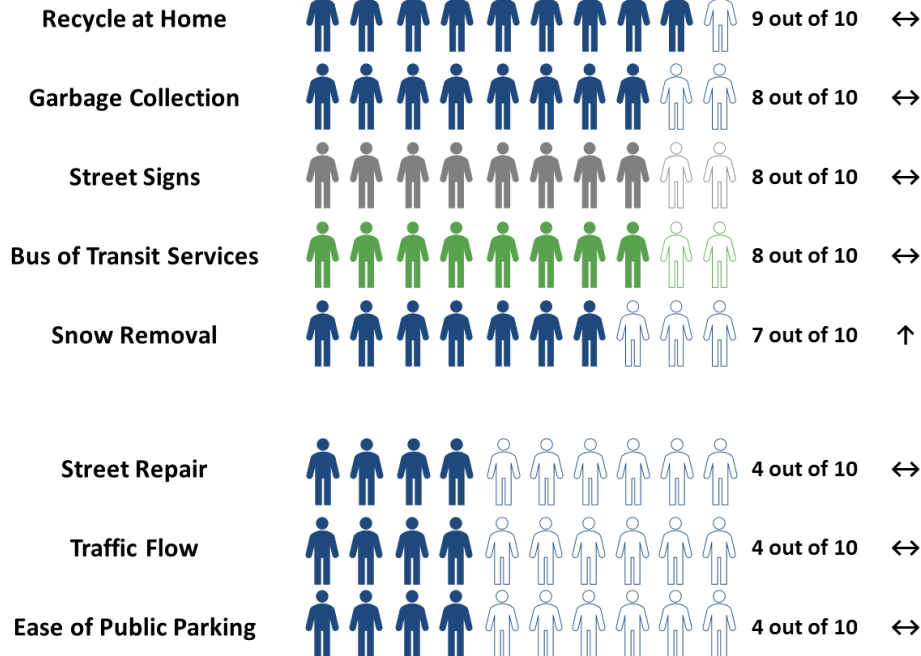 Recycle at Home 9 out of 10 ↔
Garbage Collection 8 out of 10 ↔
Street Signs 8 out of 10 ↔
Bus of Transit Services 8 out of 10 ↔
Snow Removal 7 out of 10 ↑
Street Repair 4 out of 10 ↔
Traffic Flow 4 out of 10 ↔
Ease of Public Parking 4 out of 10 ↔